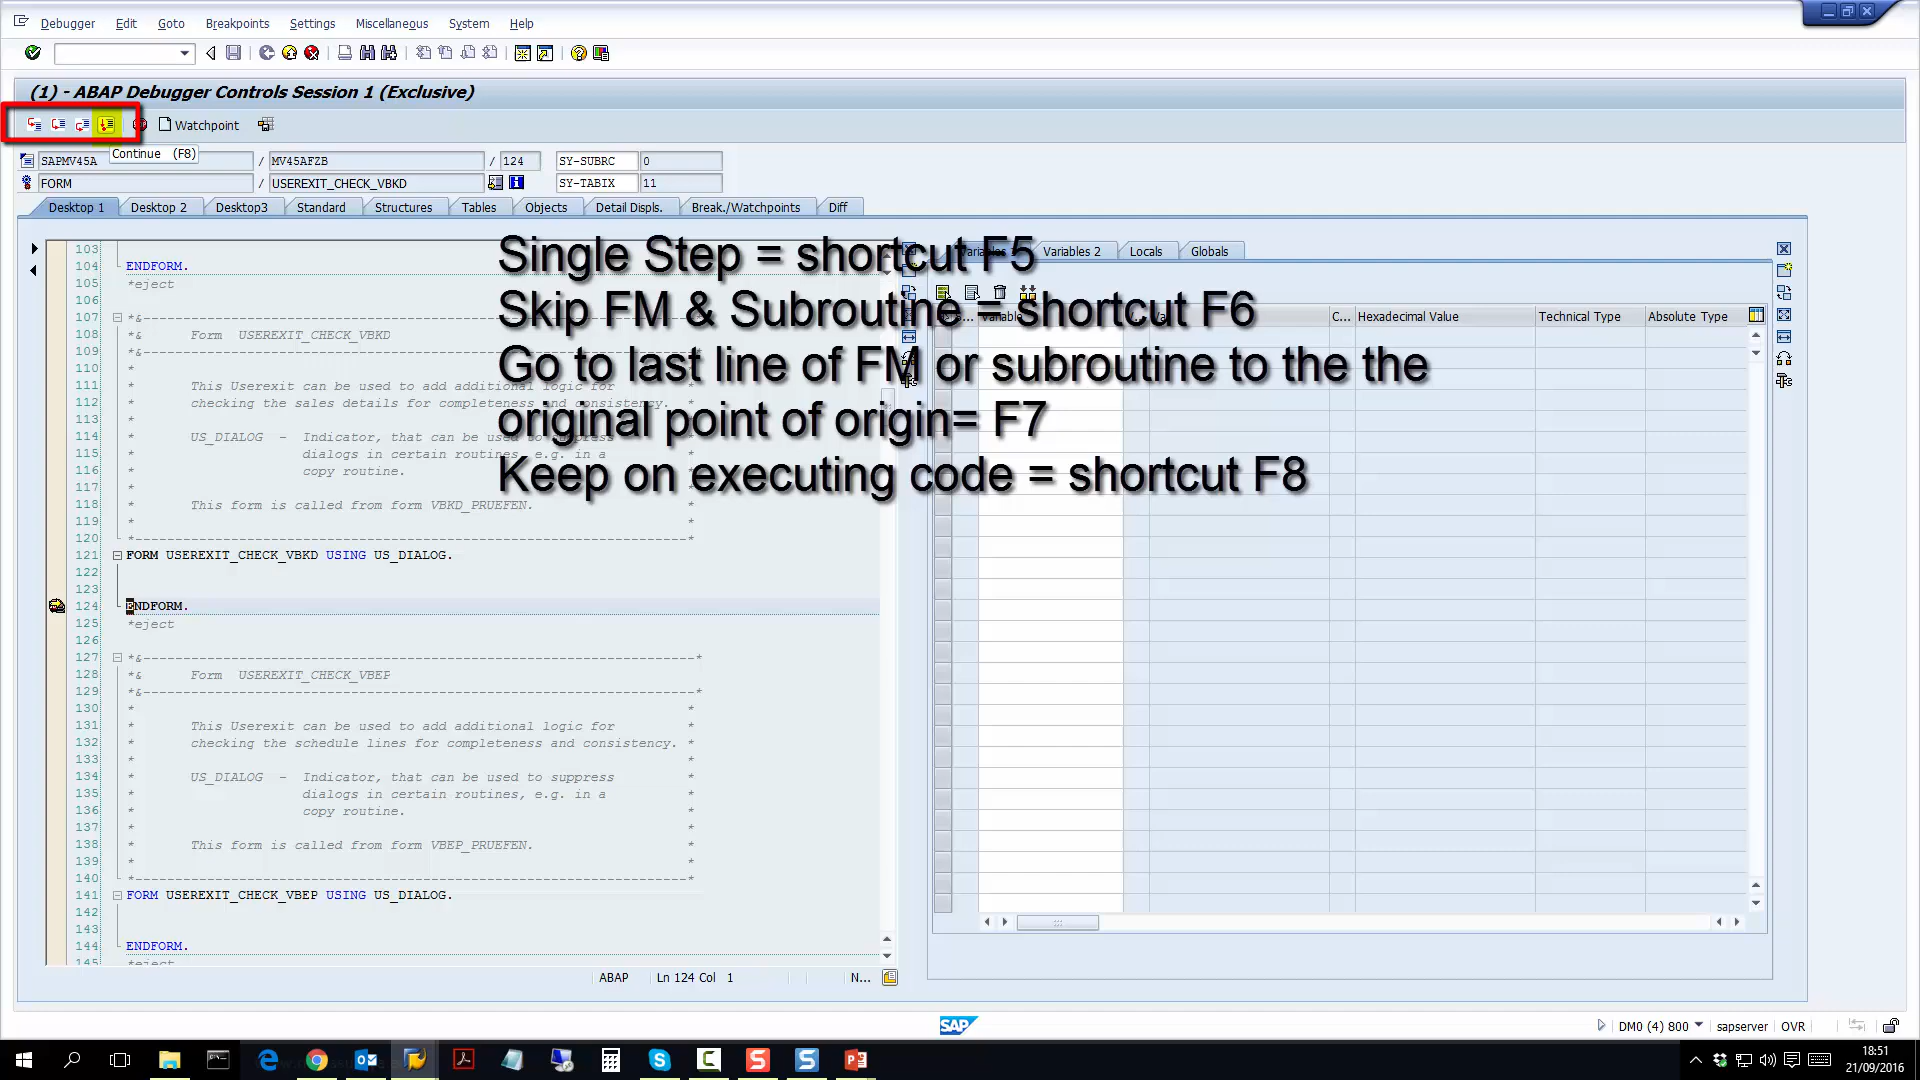 Debugger Edit Goto Breakpoints Settings Miscellaneous System Help
(1) - ABAP Debugger Controls Session 1 (Exclusive)
Watchpoint
Continue (F8)
SAPMV45A / MV45AFZB / 124 SY-SUBRC 0
FORM / USEREXIT_CHECK_VBKD SY-TABIX 11
Desktop 1 Desktop 2 Desktop3 Standard Structures Tables Objects Detail Displs. Break./Watchpoints Diff
Single Step = shortcut F5
Skip FM & Subroutine = shortcut F6
Go to last line of FM or subroutine to the the
original point of origin= F7
Keep on executing code = shortcut F8
Variables 1 Variables 2 Locals Globals
Variable C... Hexadecimal Value Technical Type Absolute Type
103
104 ENDFORM.
105 *eject
106
107 *&---------------------------------------------------------------------*
108 *& Form USEREXIT_CHECK_VBKD
109 *&---------------------------------------------------------------------*
110 * *
111 * This Userexit can be used to add additional logic for *
112 * checking the sales details for completeness and consistency. *
113 * *
114 * US_DIALOG - Indicator, that can be used to suppress *
115 * dialogs in certain routines, e.g. in a *
116 * copy routine. *
117 * *
118 * This form is called from form VBKD_PRUEFEN. *
119 * *
120 *---------------------------------------------------------------------*
121 FORM USEREXIT_CHECK_VBKD USING US_DIALOG.
122
123
124 ENDFORM.
125 *eject
126
127 *&---------------------------------------------------------------------*
128 *& Form USEREXIT_CHECK_VBEP
129 *&---------------------------------------------------------------------*
130 * *
131 * This Userexit can be used to add additional logic for *
132 * checking the schedule lines for completeness and consistency. *
133 * *
134 * US_DIALOG - Indicator, that can be used to suppress *
135 * dialogs in certain routines, e.g. in a *
136 * copy routine. *
137 * *
138 * This form is called from form VBEP_PRUEFEN. *
139 * *
140 *---------------------------------------------------------------------*
141 FORM USEREXIT_CHECK_VBEP USING US_DIALOG.
142
143
144 ENDFORM.
145 *eject
ABAP Ln 124 Col 1 N...
SAP
DM0 (4) 800 sapserver OVR
18:51
21/09/2016